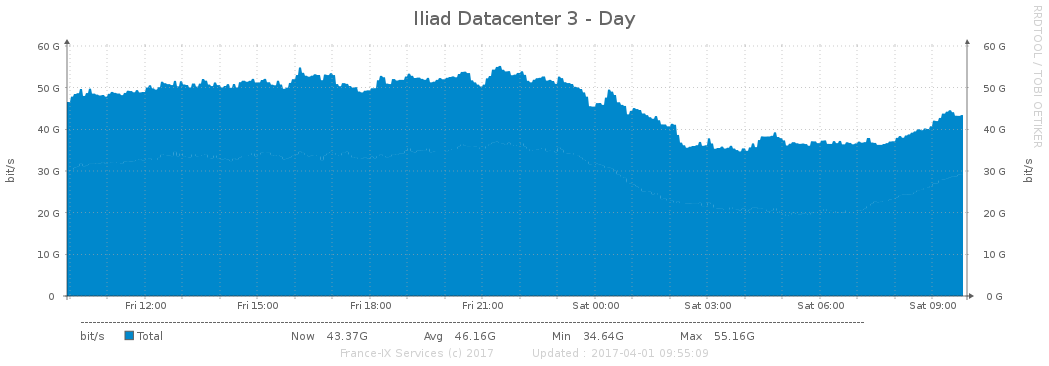 Iliad Datacenter 3 - Day
RRDTOOL / TOBI OETIKER
60 G 60 G
50 G 50 G
40 G 40 G
30 G 30 G
20 G 20 G
10 G 10 G
0 0 G
bit/s bit/s
Fri 12:00 Fri 15:00 Fri 18:00 Fri 21:00 Sat 00:00 Sat 03:00 Sat 06:00 Sat 09:00
bit/s Total Now 43.37G Avg 46.16G Min 34.64G Max 55.16G
France-IX Services (c) 2017 Updated : 2017-04-01 09:55:09